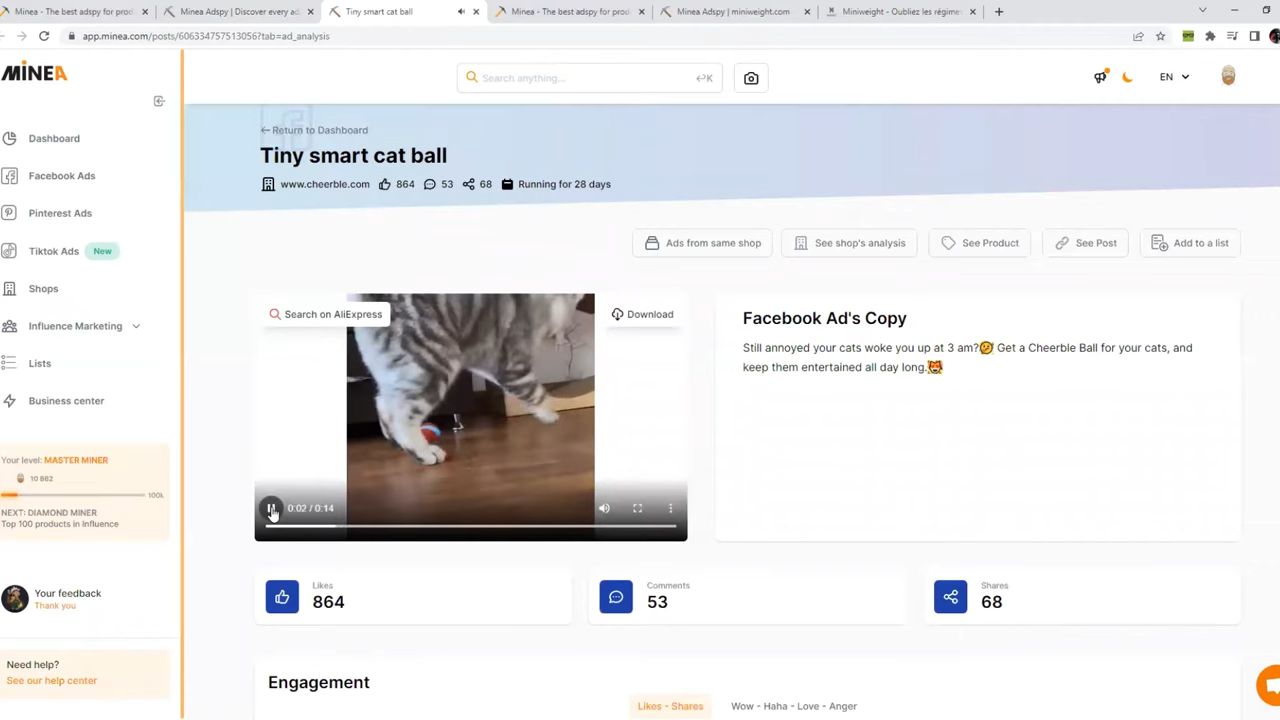 Minea - The best adspy for prod
Minea Adspy | Discover every ad
Tiny smart cat ball
Minea - The best adspy for prod
Minea Adspy | miniweight.com
Miniweight - Oubliez les régime
app.minea.com/posts/606334757513056?tab=ad_analysis
MINEA
Search anything...
K
EN
Dashboard
Facebook Ads
Pinterest Ads
Tiktok Ads New
Shops
Influence Marketing
Lists
Business center
Your level: MASTER MINER
10 862
100k
NEXT: DIAMOND MINER
Top 100 products in Influence
Your feedback
Thank you
Need help?
See our help center
Return to Dashboard
Tiny smart cat ball
www.cheerble.com 864 53 68 Running for 28 days
Ads from same shop See shop's analysis See Product See Post Add to a list
Search on AliExpress
Download
0:02 / 0:14
Facebook Ad's Copy
Still annoyed your cats woke you up at 3 am?🥱 Get a Cheerble Ball for your cats, and
keep them entertained all day long.🐯
Likes
864
Comments
53
Shares
68
Engagement
Likes - Shares Wow - Haha - Love - Anger